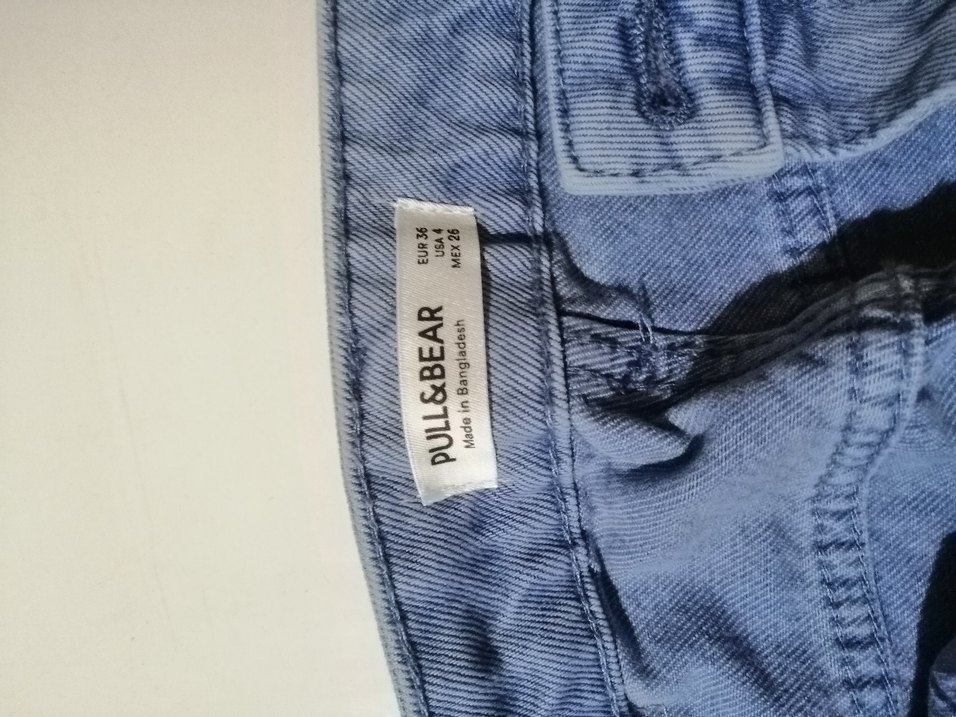 PULL&BEAR
Made in Bangladesh
EUR 36
USA 4
MEX 26